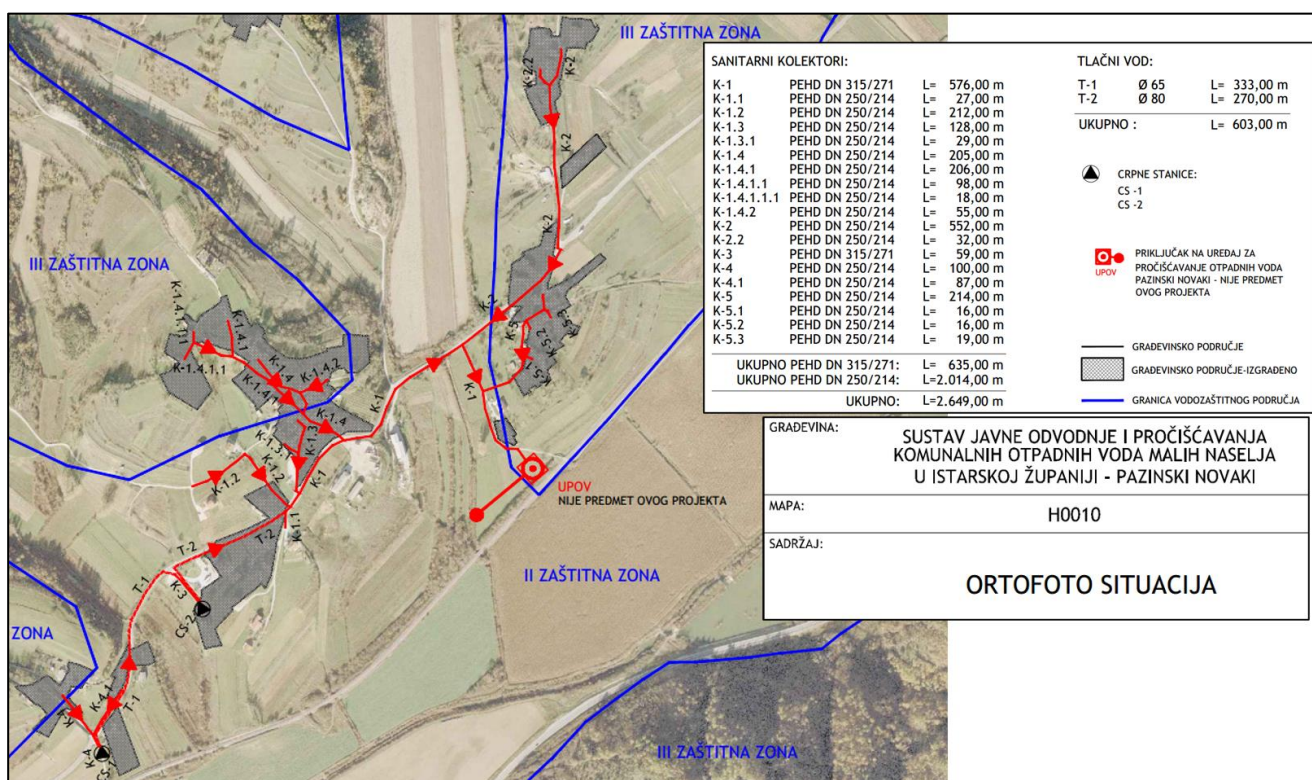 III ZAŠTITNA ZONA
SANITARNI KOLEKTORI:
K-1 PEHD DN 315/271 L= 576,00 m
K-1.1 PEHD DN 250/214 L= 27,00 m
K-1.2 PEHD DN 250/214 L= 212,00 m
K-1.3 PEHD DN 250/214 L= 128,00 m
K-1.3.1 PEHD DN 250/214 L= 29,00 m
K-1.4 PEHD DN 250/214 L= 205,00 m
K-1.4.1 PEHD DN 250/214 L= 206,00 m
K-1.4.1.1 PEHD DN 250/214 L= 98,00 m
K-1.4.1.1.1 PEHD DN 250/214 L= 18,00 m
K-1.4.2 PEHD DN 250/214 L= 55,00 m
K-2 PEHD DN 250/214 L= 552,00 m
K-2.2 PEHD DN 250/214 L= 32,00 m
K-3 PEHD DN 315/271 L= 59,00 m
K-4 PEHD DN 250/214 L= 100,00 m
K-4.1 PEHD DN 250/214 L= 87,00 m
K-5 PEHD DN 250/214 L= 214,00 m
K-5.1 PEHD DN 250/214 L= 16,00 m
K-5.2 PEHD DN 250/214 L= 16,00 m
K-5.3 PEHD DN 250/214 L= 19,00 m
UKUPNO PEHD DN 315/271: L= 635,00 m
UKUPNO PEHD DN 250/214: L=2.014,00 m
UKUPNO: L=2.649,00 m
TLAČNI VOD:
T-1 Ø 65 L= 333,00 m
T-2 Ø 80 L= 270,00 m
UKUPNO : L= 603,00 m
CRPNE STANICE:
CS -1
CS -2
UPOV
PRIKLJUČAK NA UREĐAJ ZA
PROČIŠĆAVANJE OTPADNIH VODA
PAZINSKI NOVAKI - NIJE PREDMET
OVOG PROJEKTA
GRAĐEVINSKO PODRUČJE
GRAĐEVINSKO PODRUČJE-IZGRAĐENO
GRANICA VODOZAŠTITNOG PODRUČJA
GRAĐEVINA:
SUSTAV JAVNE ODVODNJE I PROČIŠĆAVANJA
KOMUNALNIH OTPADNIH VODA MALIH NASELJA
U ISTARSKOJ ŽUPANIJI - PAZINSKI NOVAKI
MAPA:
H0010
SADRŽAJ:
ORTOFOTO SITUACIJA
K-2.2
K-2
K-2
K-2
III ZAŠTITNA ZONA
K-5
K-5.3
K-5.2
K-5.1
K-1.4.1.1.1
K-1.4.1
K-1.4.1.1
K-1.4
K-1.4.2
K-1.4.1
K-1.4
K-1
K-1
K-1.3
K-1.3.1
K-1
K-1.2
K-1.2
K-1.1
UPOV
NIJE PREDMET OVOG PROJEKTA
T-2
T-2
T-1
K-3
CS-2
II ZAŠTITNA ZONA
ZONA
K-4.1
T-1
K-4
K-4
III ZAŠTITNA ZONA